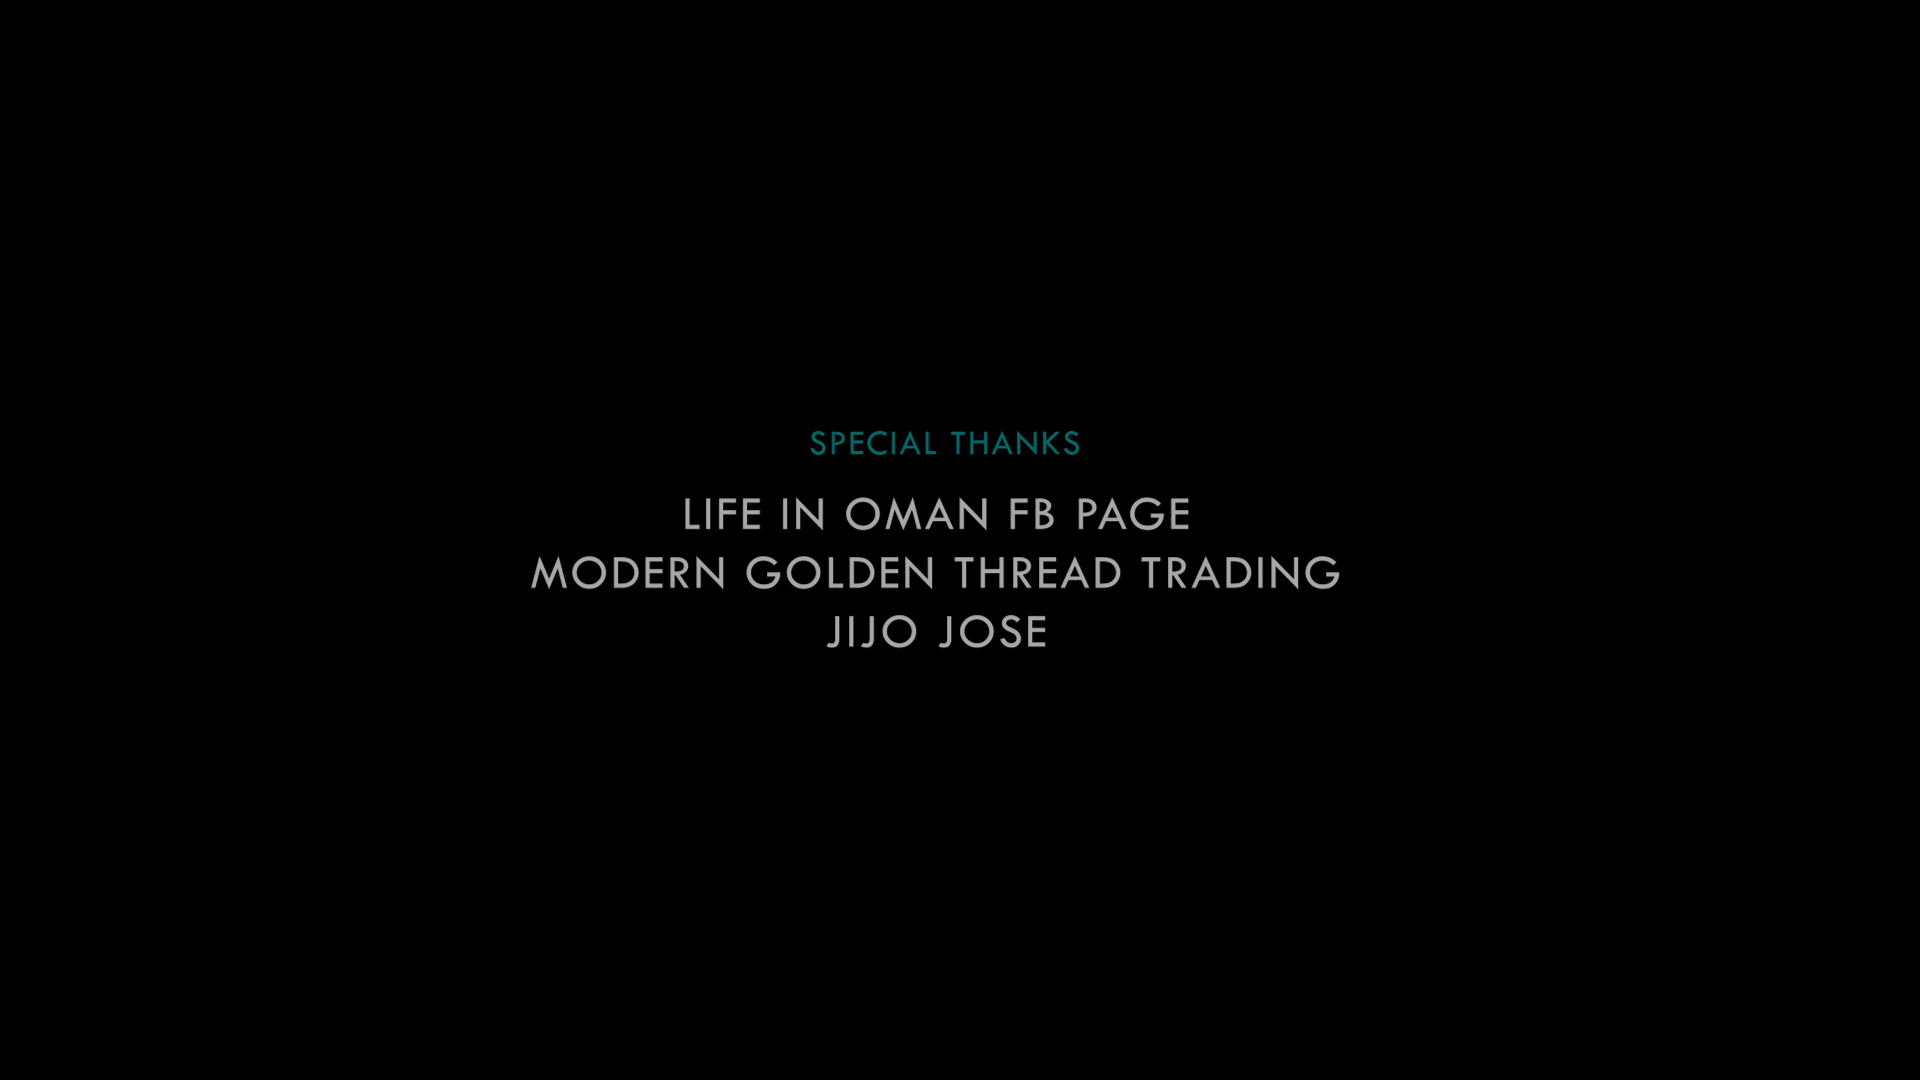 SPECIAL THANKS
LIFE IN OMAN FB PAGE
MODERN GOLDEN THREAD TRADING
JIJO JOSE